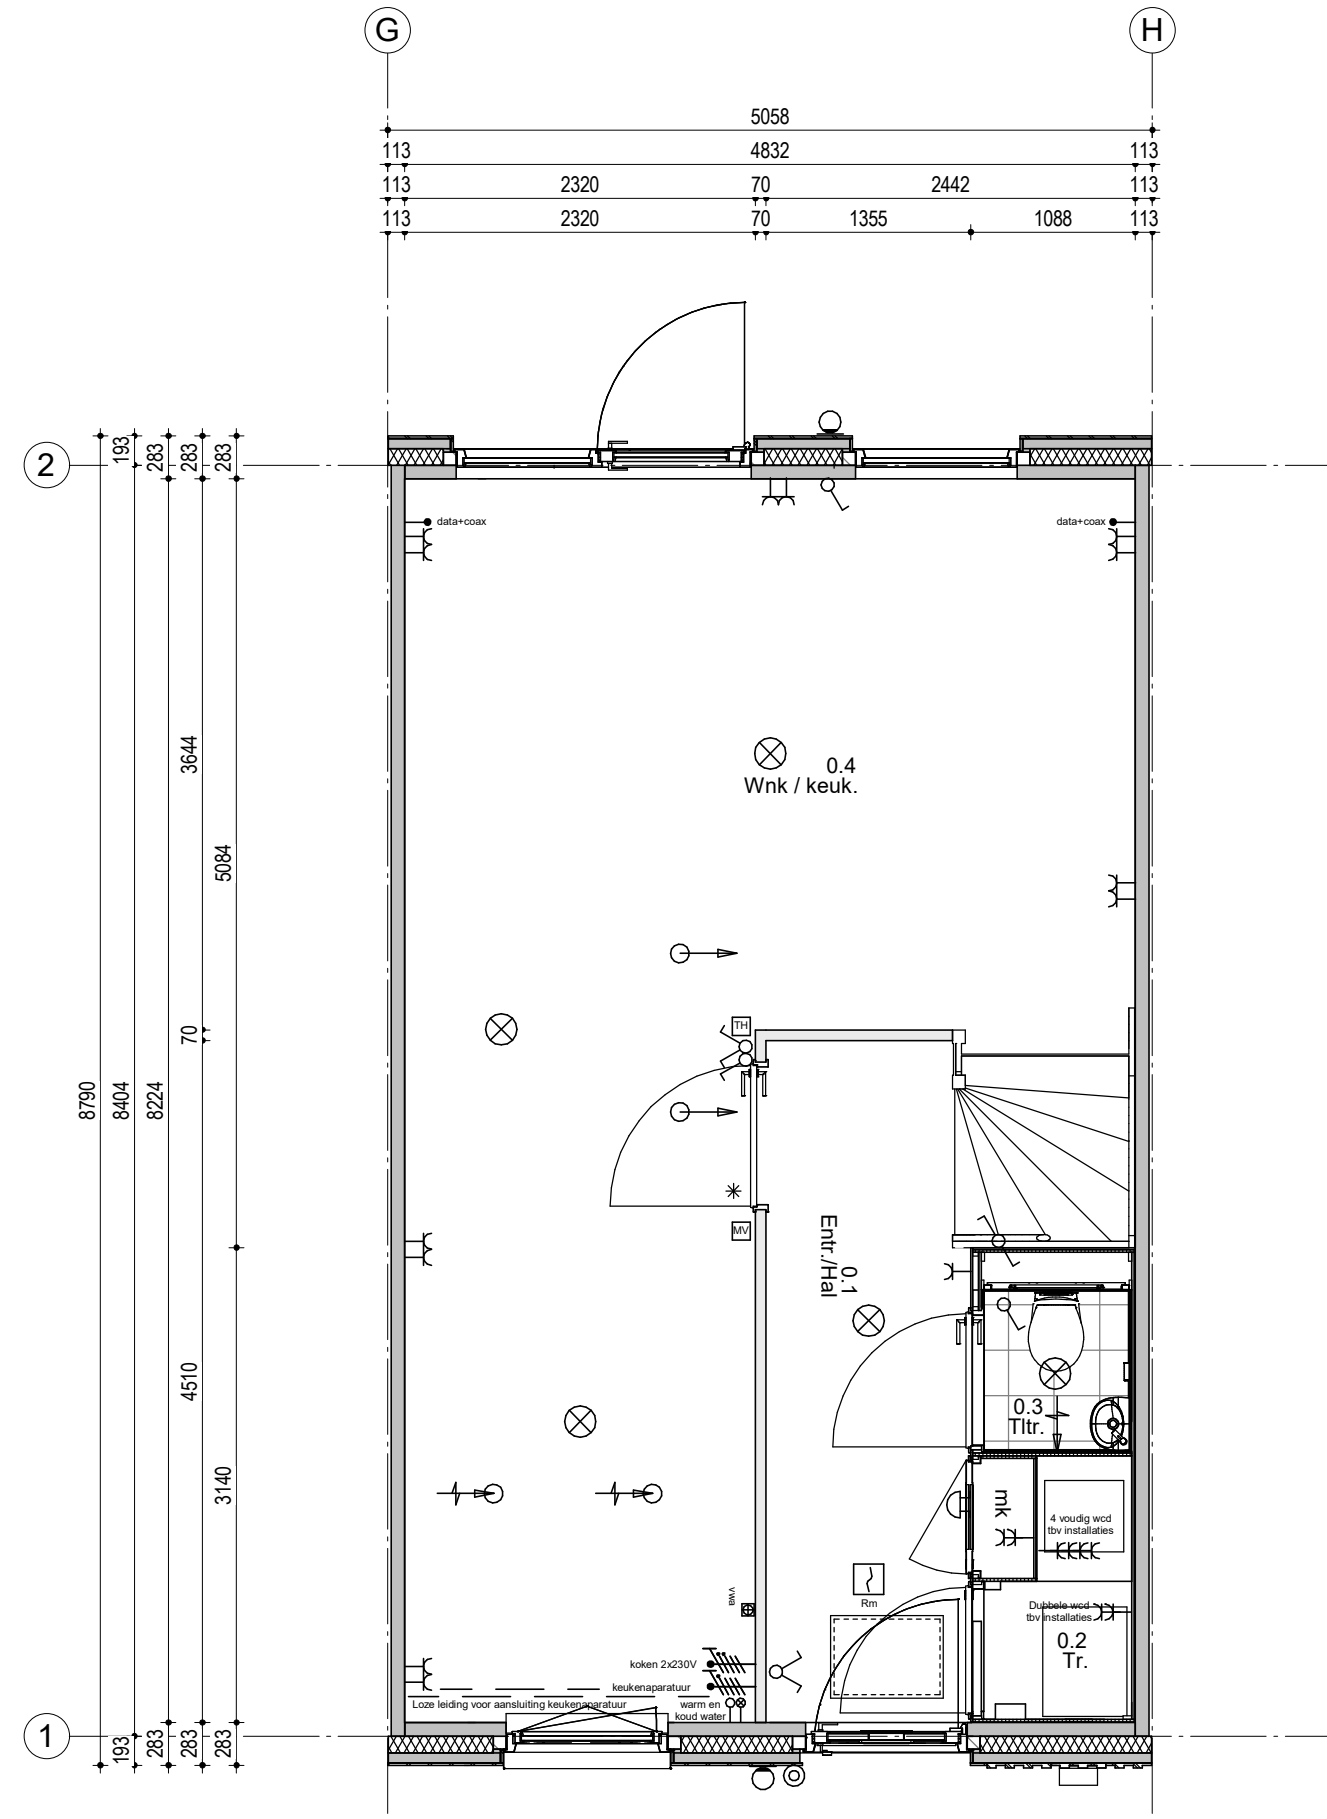 G
H
5058
113
4832
113
113
2320
70
2442
113
113
2320
70
1355
1088
113
2
193
283
283
283
data+coax
data+coax
3644
0.4
Wnk / keuk.
5084
70
TH
8790
8404
8224
MV
0.1
Entr./Hal
4510
0.3
Tltr.
3140
mk
4 voudig wcd
tbv installaties
vwa
Rm
Dubbele wcd
tbv installaties
0.2
Tr.
koken 2x230V
keukenaparatuur
Loze leiding voor aansluiting keukenaparatuur
warm en
koud water
1
193
283
283
283